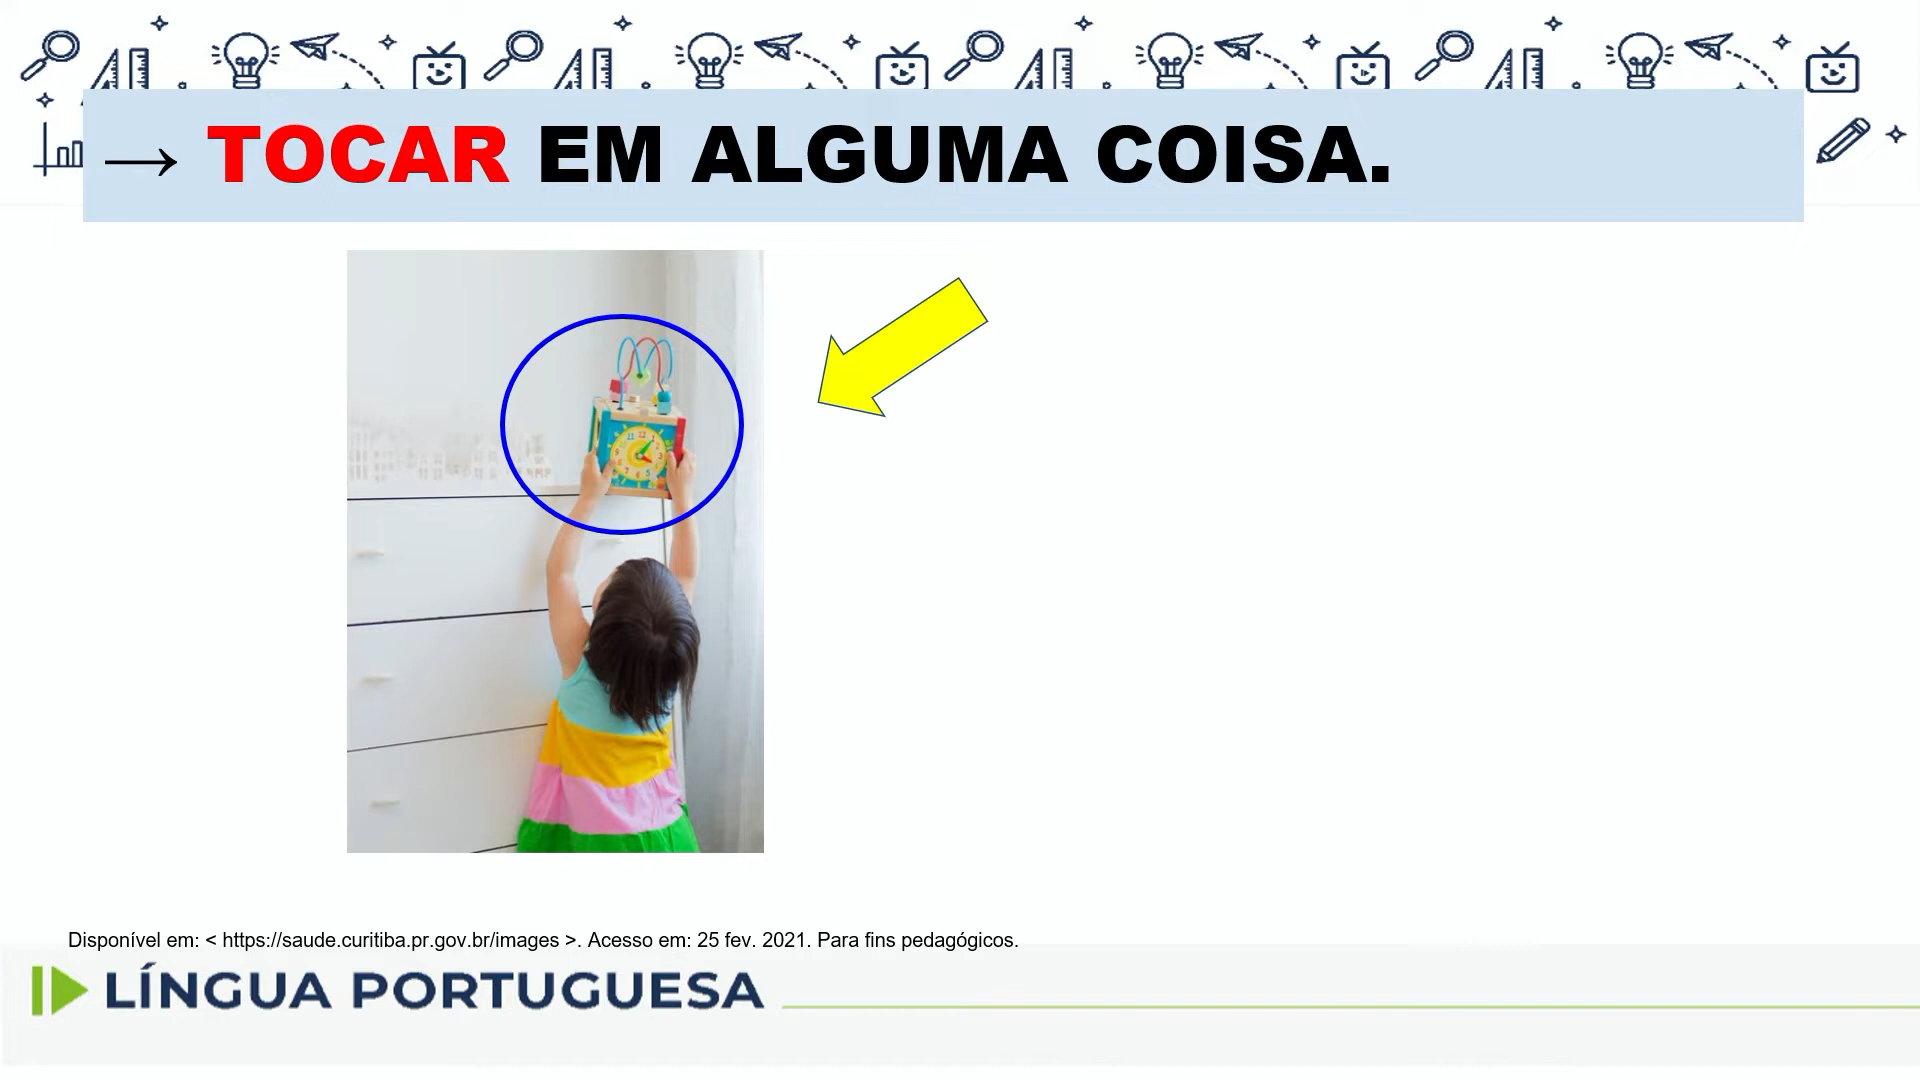 → TOCAR EM ALGUMA COISA.
Disponível em: < https://saude.curitiba.pr.gov.br/images >. Acesso em: 25 fev. 2021. Para fins pedagógicos.
LÍNGUA PORTUGUESA